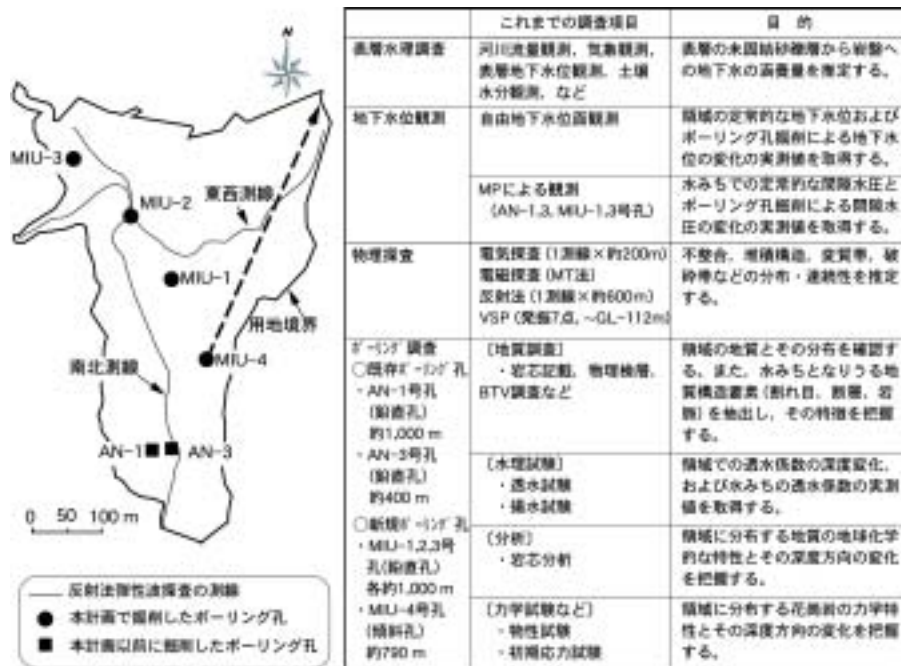 N
MIU-3
MIU-2
東西測線
MIU-1
用地境界
MIU-4
南北測線
AN-1
AN-3
0 50 100 m
反射法弾性波探査の測線
本計画で掘削したボーリング孔
本計画以前に掘削したボーリング孔
これまでの調査項目
目 的
表層水理調査
河川流量観測, 気象観測,
表層地下水位観測, 土壌
水分観測, など
表層の未固結砂礫層から岩盤へ
の地下水の涵養量を推定する。
地下水位観測
自由地下水位面観測
領域の定常的な地下水位および
ボーリング孔掘削による地下水
位の変化の実測値を取得する。
MPによる観測
(AN-1,3, MIU-1,3号孔)
水みちでの定常的な間隙水圧と
ボーリング孔掘削による間隙水
圧の変化の実測値を取得する。
物理探査
電気探査(1測線×約200m)
電磁探査(MT法)
反射法(1測線×約600m)
VSP(発振7点, ~GL-112m)
不整合, 堆積構造, 変質帯, 破
砕帯などの分布・連続性を推定
する。
ボーリング調査
○既存ボーリング孔
・AN-1号孔
(鉛直孔)
約1,000 m
・AN-3号孔
(鉛直孔)
約400 m
○新規ボーリング孔
・MIU-1,2,3号
孔(鉛直孔)
各約1,000 m
・MIU-4号孔
(傾斜孔)
約790 m
[地質調査]
・岩芯記載, 物理検層,
BTV調査など
領域の地質とその分布を確認す
る。また, 水みちとなりうる地
質構造要素(割れ目, 断層, 岩
脈)を抽出し, その特徴を把握
する。
[水理試験]
・透水試験
・揚水試験
領域での透水係数の深度変化,
および水みちの透水係数の実測
値を取得する。
[分析]
・岩芯分析
領域に分布する地質の地球化学
的な特性とその深度方向の変化
を把握する。
[力学試験など]
・物性試験
・初期応力試験
領域に分布する花崗岩の力学特
性とその深度方向の変化を把握
する。